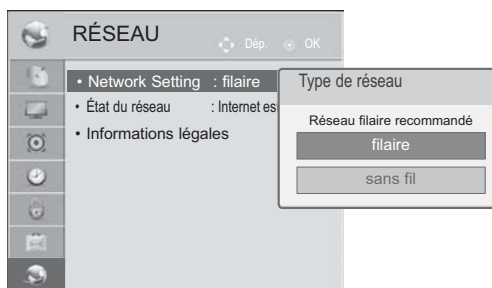 RÉSEAU
Dép. OK
• Network Setting : filaire
• État du réseau : Internet es
• Informations légales
Type de réseau
Réseau filaire recommandé
filaire
sans fil